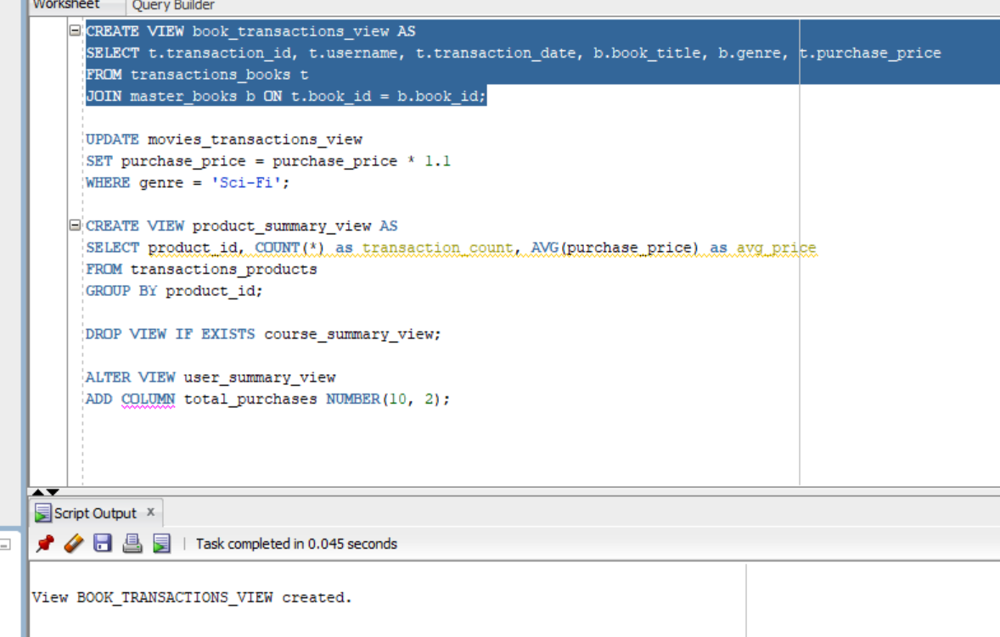 Worksheet Query Builder
CREATE VIEW book_transactions_view AS
SELECT t.transaction_id, t.username, t.transaction_date, b.book_title, b.genre, t.purchase_price
FROM transactions_books t
JOIN master_books b ON t.book_id = b.book_id;
UPDATE movies_transactions_view
SET purchase_price = purchase_price * 1.1
WHERE genre = 'Sci-Fi';
CREATE VIEW product_summary_view AS
SELECT product_id, COUNT(*) as transaction_count, AVG(purchase_price) as avg_price
FROM transactions_products
GROUP BY product_id;
DROP VIEW IF EXISTS course_summary_view;
ALTER VIEW user_summary_view
ADD COLUMN total_purchases NUMBER(10, 2);
Script Output x
Task completed in 0.045 seconds
View BOOK_TRANSACTIONS_VIEW created.